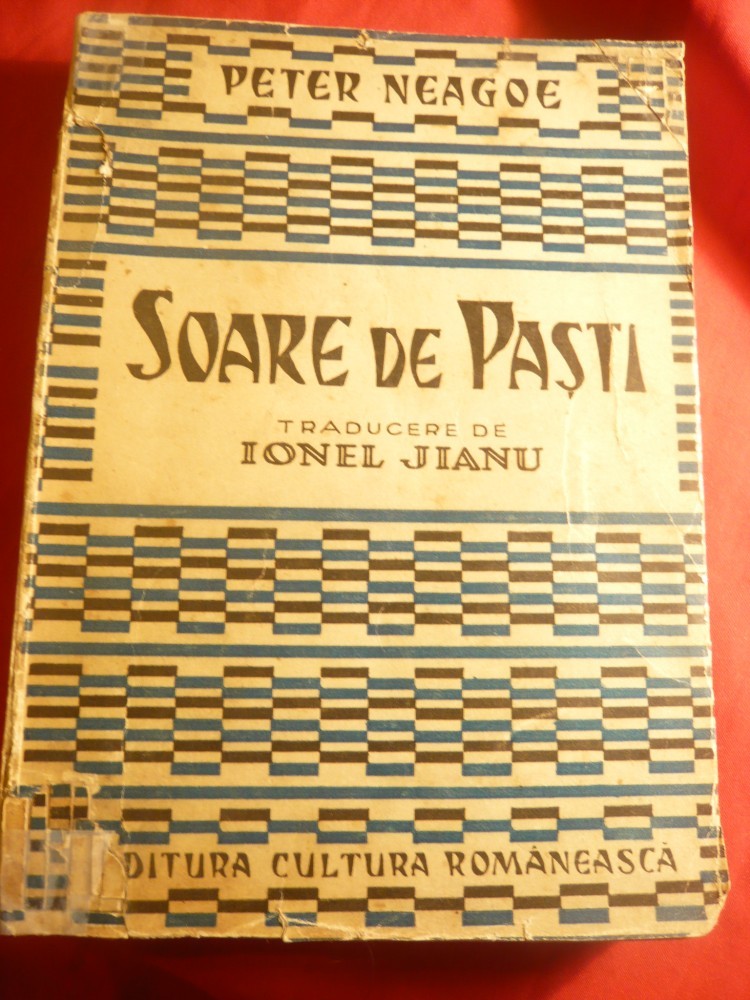 PETER NEAGOE
SOARE DE PAȘTI
TRADUCERE DE
IONEL JIANU
DITURA CULTURA ROMÂNEASCĂ